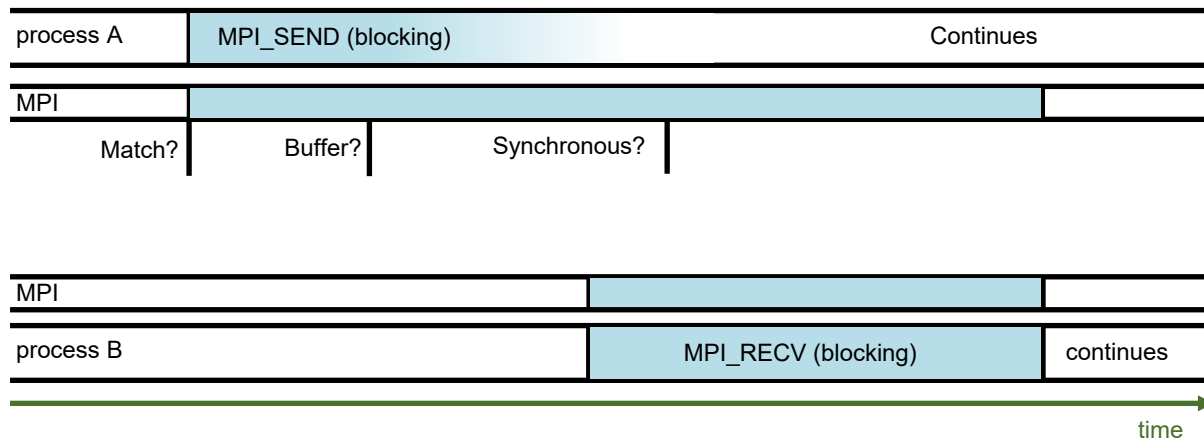 process A
MPI_SEND (blocking)
Continues
MPI
Match?
Buffer?
Synchronous?
MPI
process B
MPI_RECV (blocking)
continues
time